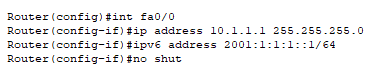 Router(config)#int fa0/0
Router(config-if)#ip address 10.1.1.1 255.255.255.0
Router(config-if)#ipv6 address 2001:1:1:1::1/64
Router(config-if)#no shut